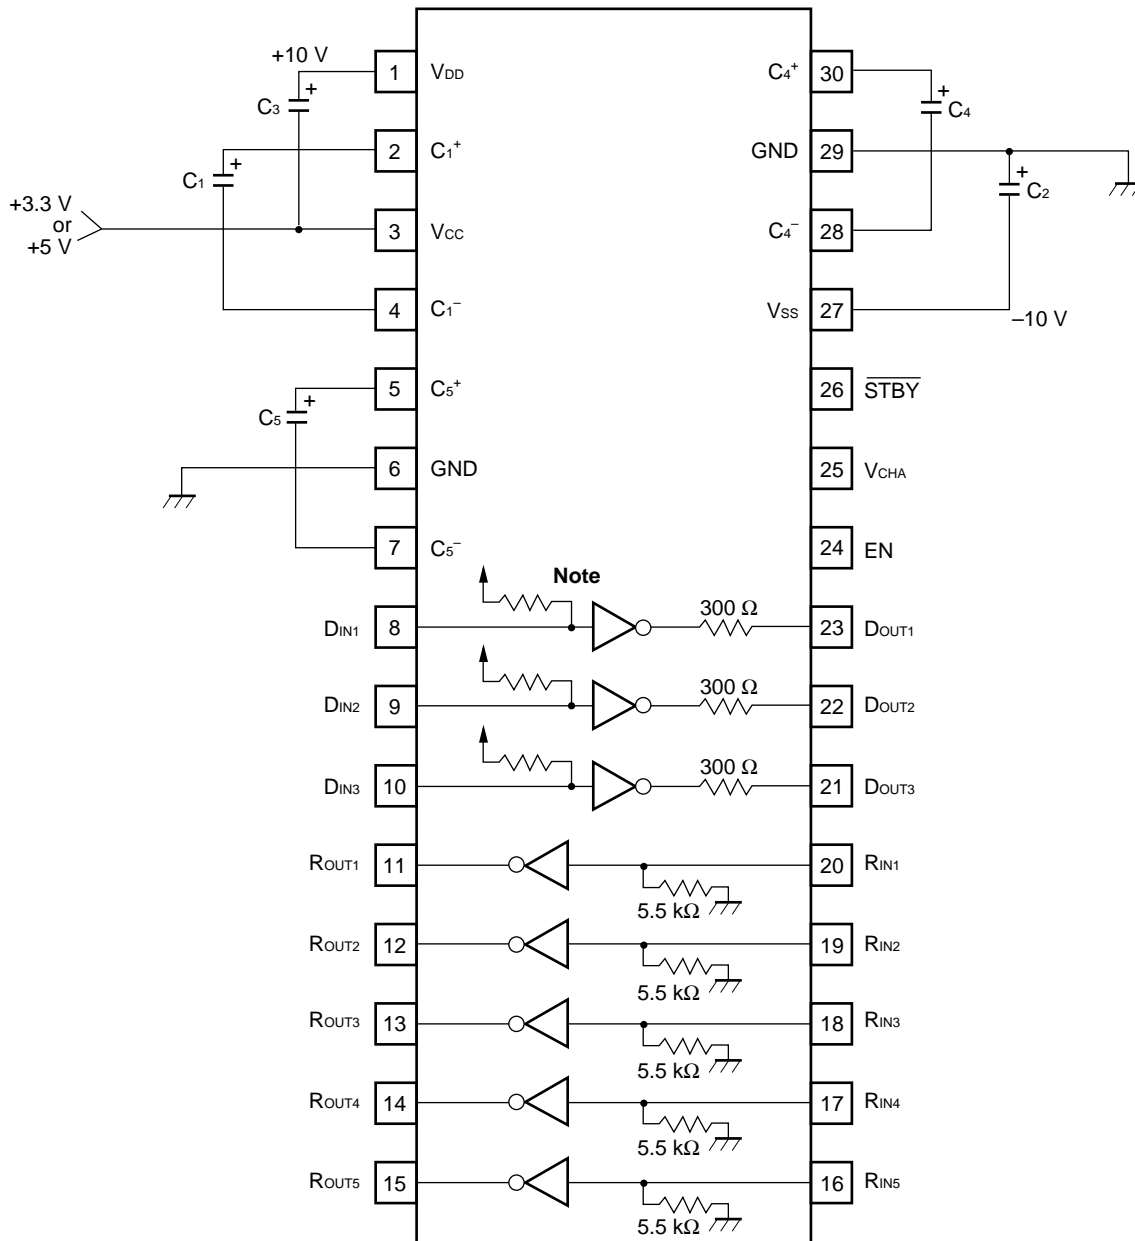 +10 V
1 VDD
C3 +
2 C1+
C1 +
+3.3 V
or
+5 V
3 VCC
4 C1–
5 C5+
C5 +
6 GND
7 C5–
C4+ 30
+ C4
GND 29
+ C2
C4– 28
VSS 27
–10 V
26 STBY
25 VCHA
24 EN
Note
DIN1 8 300 Ω 23 DOUT1
DIN2 9 300 Ω 22 DOUT2
DIN3 10 300 Ω 21 DOUT3
ROUT1 11 20 RIN1
5.5 kΩ
ROUT2 12 19 RIN2
5.5 kΩ
ROUT3 13 18 RIN3
5.5 kΩ
ROUT4 14 17 RIN4
5.5 kΩ
ROUT5 15 16 RIN5
5.5 kΩ